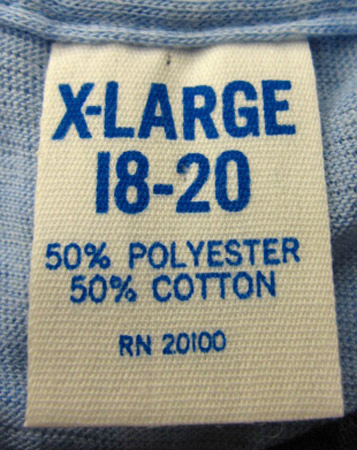 X-LARGE
18-20
50% POLYESTER
50% COTTON
RN 20100